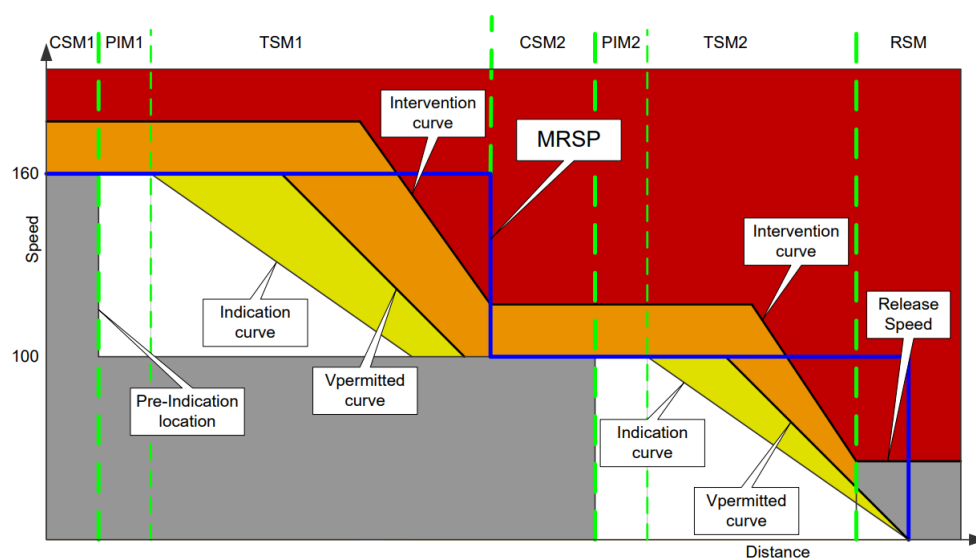 CSM1
PIM1
TSM1
CSM2
PIM2
TSM2
RSM
Intervention
curve
MRSP
160
Speed
Intervention
curve
Release
Speed
Indication
curve
100
Vpermitted
curve
Pre-Indication
location
Indication
curve
Vpermitted
curve
Distance